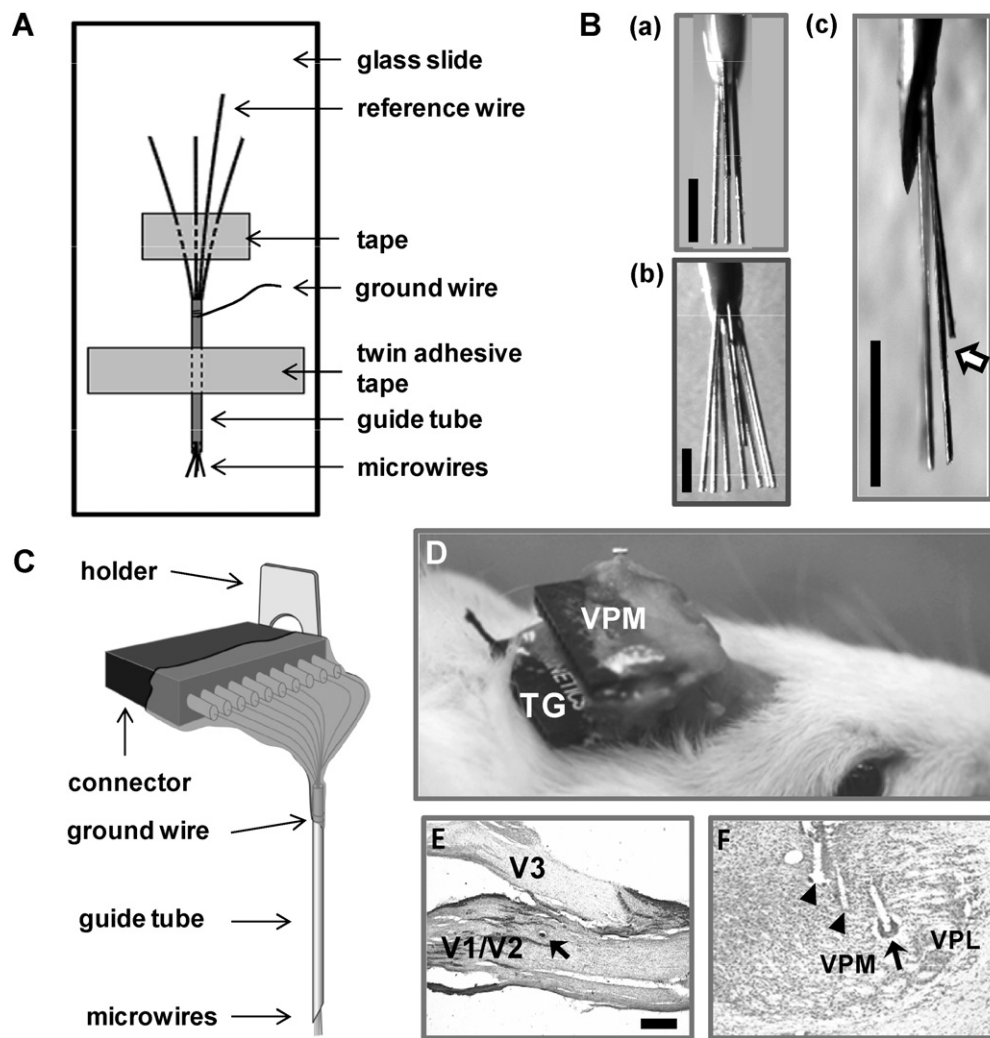 A
glass slide
reference wire
tape
ground wire
twin adhesive
tape
guide tube
microwires
B
(a)
(b)
(c)
C
holder
connector
ground wire
guide tube
microwires
D
VPM
TG
E
V3
V1/V2
F
VPM
VPL